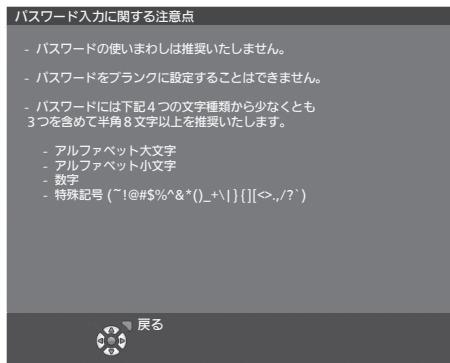 パスワード入力に関する注意点
- パスワードの使いまわしは推奨いたしません。
- パスワードをブランクに設定することはできません。
- パスワードには下記４つの文字種類から少なくとも
３つを含めて半角８文字以上を推奨いたします。
- アルファベット大文字
- アルファベット小文字
- 数字
- 特殊記号 (~!@#$%^&*()_+\|}{][<>.,/?`)
戻る